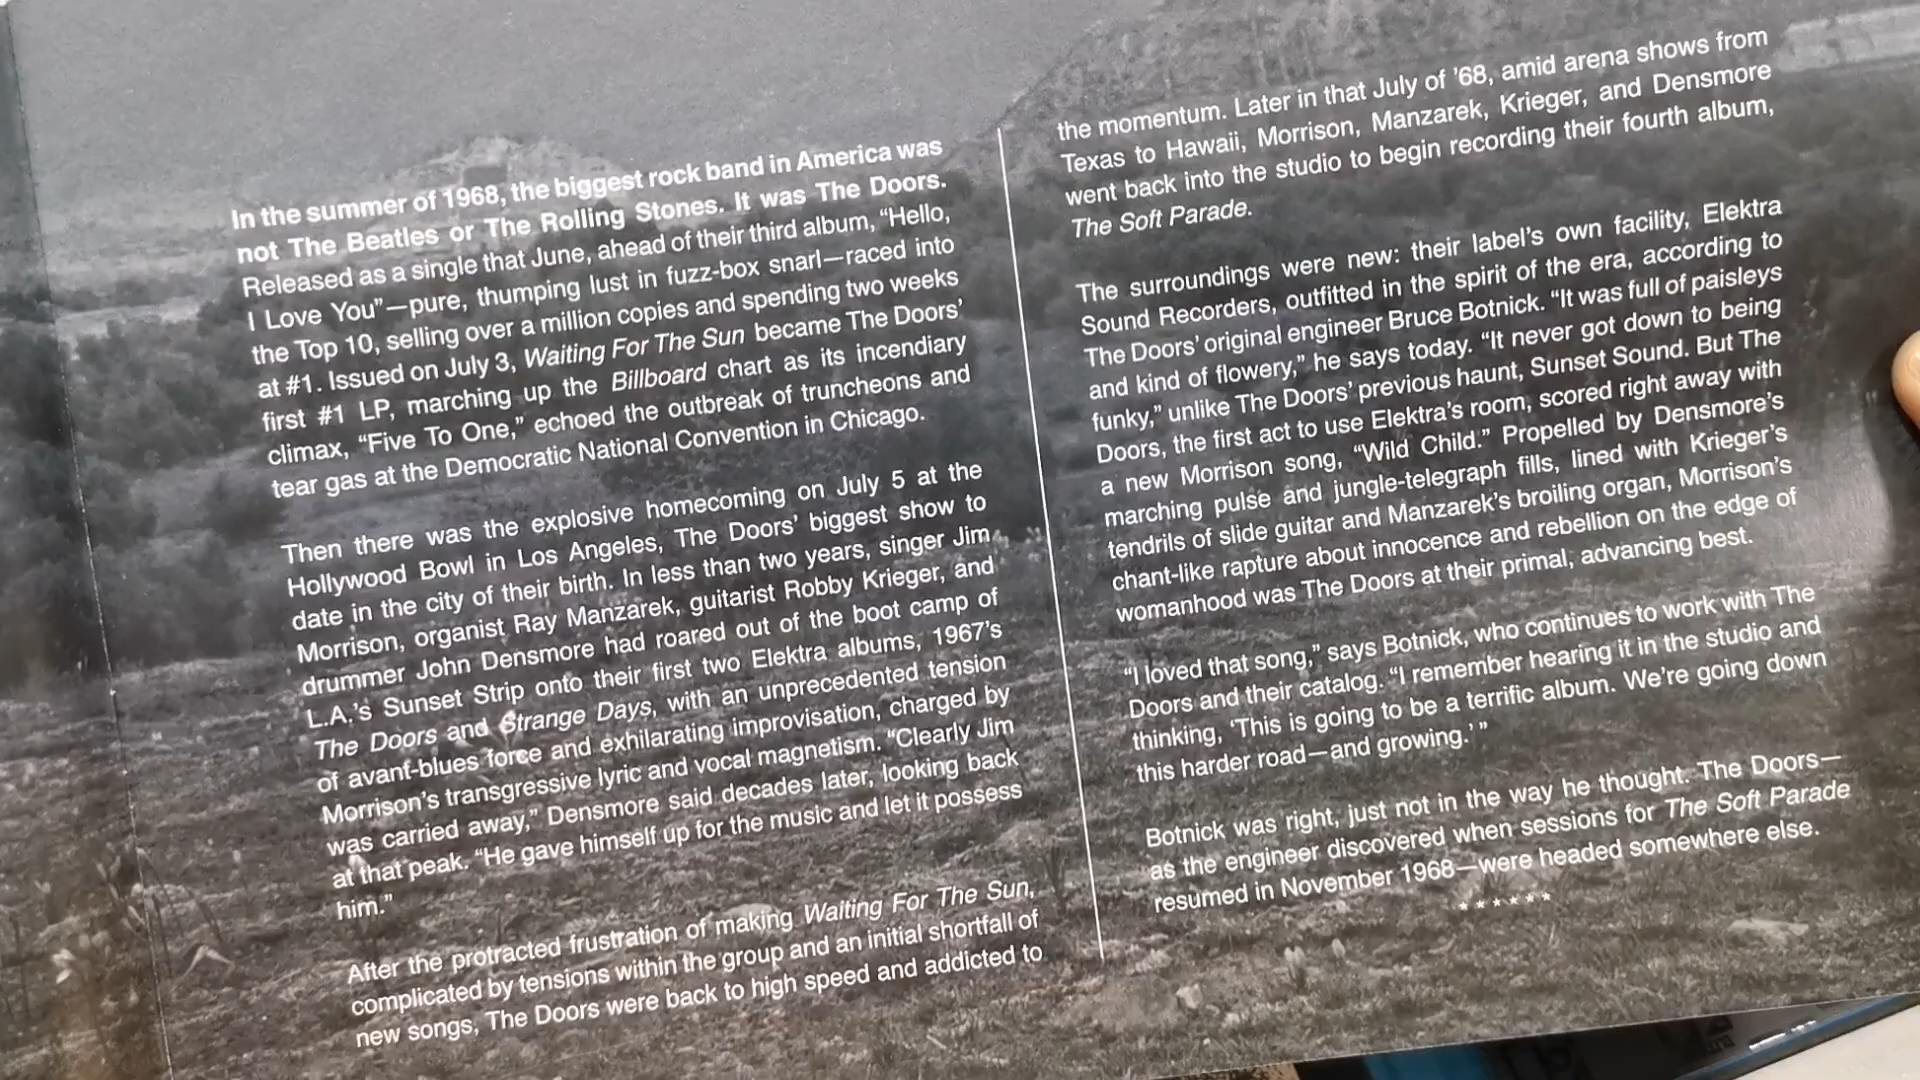 In the summer of 1968, the biggest rock band in America was
not The Beatles or The Rolling Stones. It was The Doors.
Released as a single that June, ahead of their third album, “Hello,
I Love You”—pure, thumping lust in fuzz-box snarl—raced into
the Top 10, selling over a million copies and spending two weeks
at #1. Issued on July 3, Waiting For The Sun became The Doors’
first #1 LP, marching up the Billboard chart as its incendiary
climax, “Five To One,” echoed the outbreak of truncheons and
tear gas at the Democratic National Convention in Chicago.
Then there was the explosive homecoming on July 5 at the
Hollywood Bowl in Los Angeles, The Doors’ biggest show to
date in the city of their birth. In less than two years, singer Jim
Morrison, organist Ray Manzarek, guitarist Robby Krieger, and
drummer John Densmore had roared out of the boot camp of
L.A.’s Sunset Strip onto their first two Elektra albums, 1967’s
The Doors and Strange Days, with an unprecedented tension
of avant-blues force and exhilarating improvisation, charged by
Morrison’s transgressive lyric and vocal magnetism. “Clearly Jim
was carried away,” Densmore said decades later, looking back
at that peak. “He gave himself up for the music and let it possess
him.”
After the protracted frustration of making Waiting For The Sun,
complicated by tensions within the group and an initial shortfall of
new songs, The Doors were back to high speed and addicted to
the momentum. Later in that July of ’68, amid arena shows from
Texas to Hawaii, Morrison, Manzarek, Krieger, and Densmore
went back into the studio to begin recording their fourth album,
The Soft Parade.
The surroundings were new: their label’s own facility, Elektra
Sound Recorders, outfitted in the spirit of the era, according to
The Doors’ original engineer Bruce Botnick. “It was full of paisleys
and kind of flowery,” he says today. “It never got down to being
funky,” unlike The Doors’ previous haunt, Sunset Sound. But The
Doors, the first act to use Elektra’s room, scored right away with
a new Morrison song, “Wild Child.” Propelled by Densmore’s
marching pulse and jungle-telegraph fills, lined with Krieger’s
tendrils of slide guitar and Manzarek’s broiling organ, Morrison’s
chant-like rapture about innocence and rebellion on the edge of
womanhood was The Doors at their primal, advancing best.
“I loved that song,” says Botnick, who continues to work with The
Doors and their catalog. “I remember hearing it in the studio and
thinking, ‘This is going to be a terrific album. We’re going down
this harder road—and growing.’ ”
Botnick was right, just not in the way he thought. The Doors—
as the engineer discovered when sessions for The Soft Parade
resumed in November 1968—were headed somewhere else.
* * * * * *